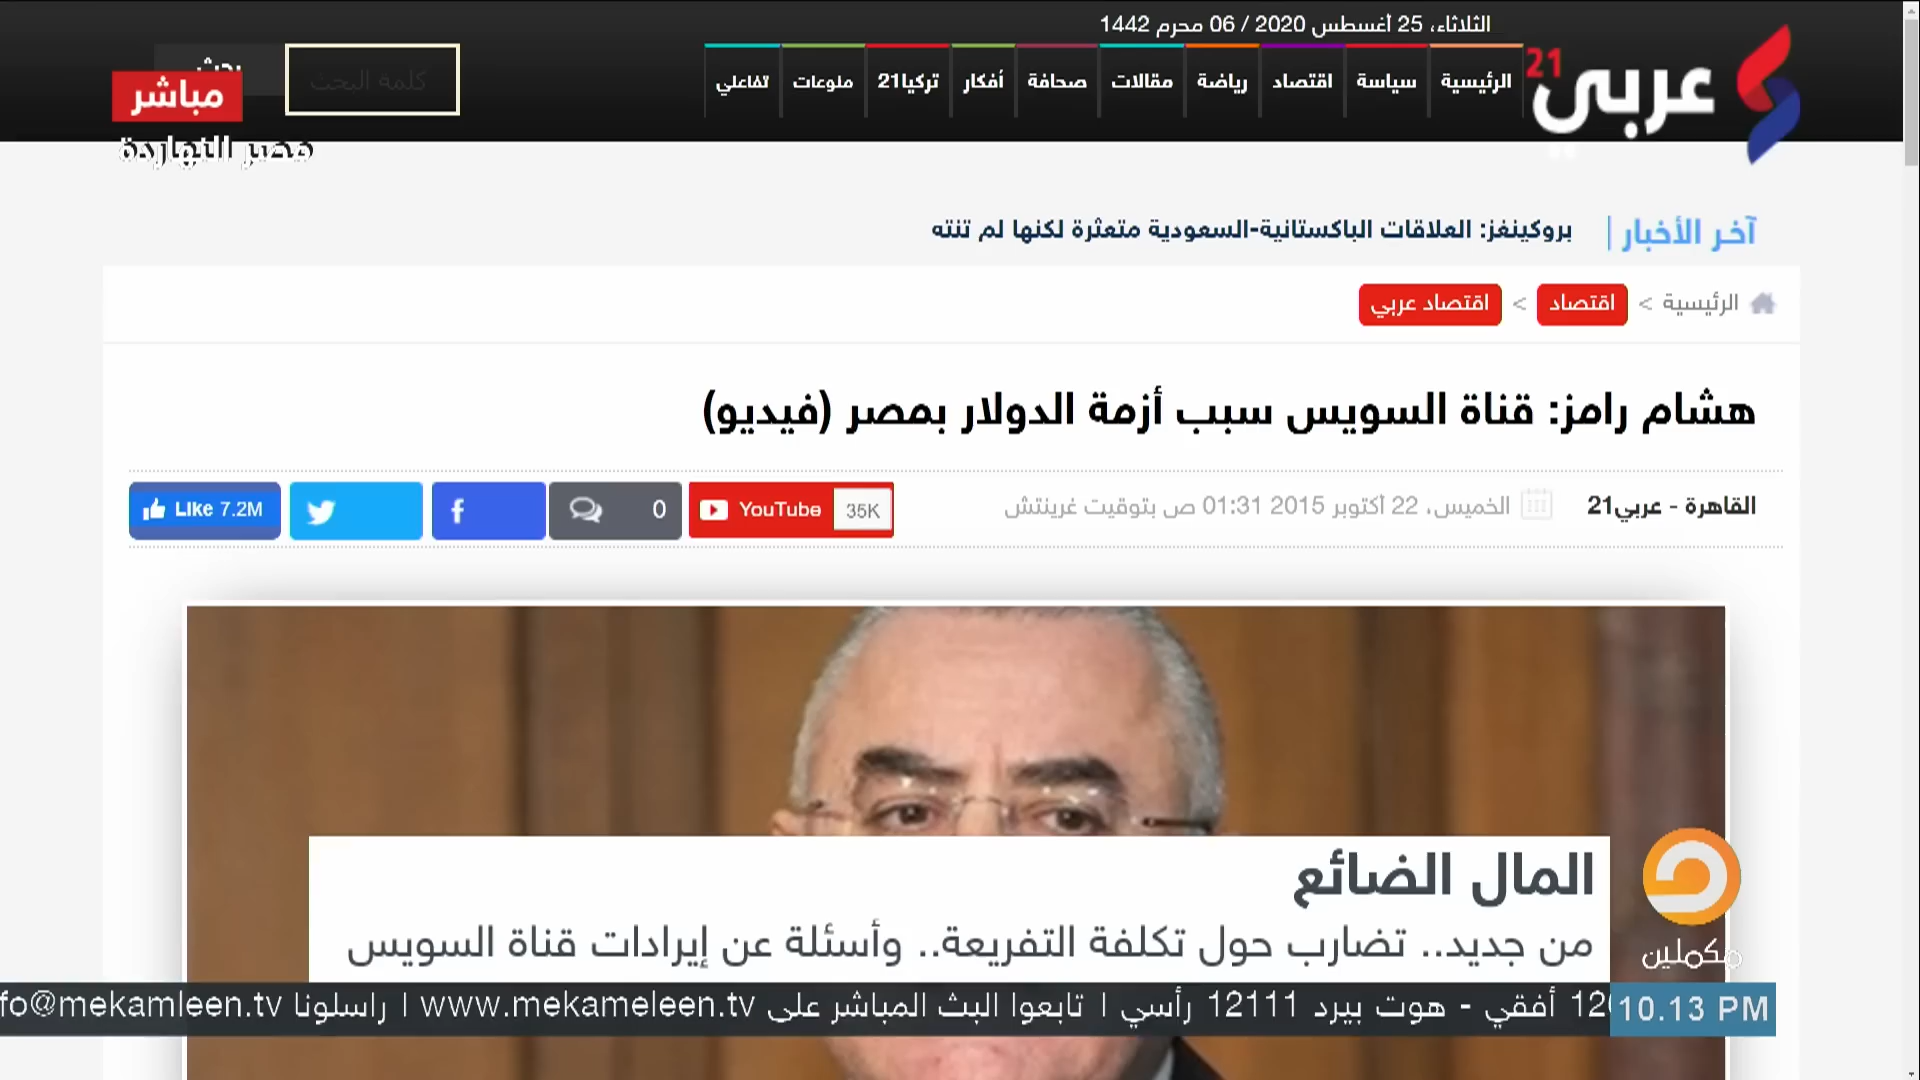 الثلاثاء، 25 أغسطس 2020 / 06 محرم 1442
عربي 21
الرئيسية
سياسة
اقتصاد
رياضة
مقالات
صحافة
أفكار
تركيا21
ملوعات
تفاعلي
كلمة البحث
بحث
مباشر
مصر النهاردة
آخر الأخبار | بروكينغز: العلاقات الباكستانية-السعودية متعثرة لكنها لم تنته
الرئيسية > اقتصاد > اقتصاد عربي
هشام رامز: قناة السويس سبب أزمة الدولار بمصر (فيديو)
القاهرة - عربي21
الخميس، 22 أكتوبر 2015 01:31 ص بتوقيت غرينتش
YouTube 35K
0
Like 7.2M
المال الضائع
من جديد.. تضارب حول تكلفة التفريعة.. وأسئلة عن إيرادات قناة السويس
مكملين
أفقي - هوت بيرد 12111 رأسي | تابعوا البث المباشر على www.mekameleen.tv | راسلونا fo@mekamleen.tv
10.13 PM